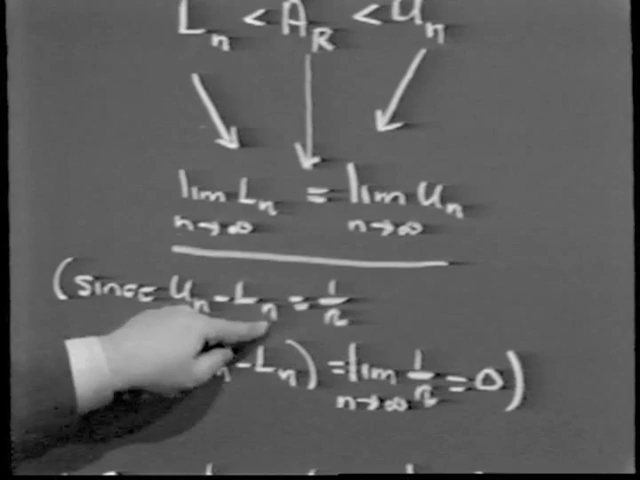 Lₙ < A_R < Uₙ
lim Lₙ = lim Uₙ
n→∞ n→∞
(since Uₙ - Lₙ = 1/n
ₙ - Lₙ) = lim 1/n = 0)
n→∞